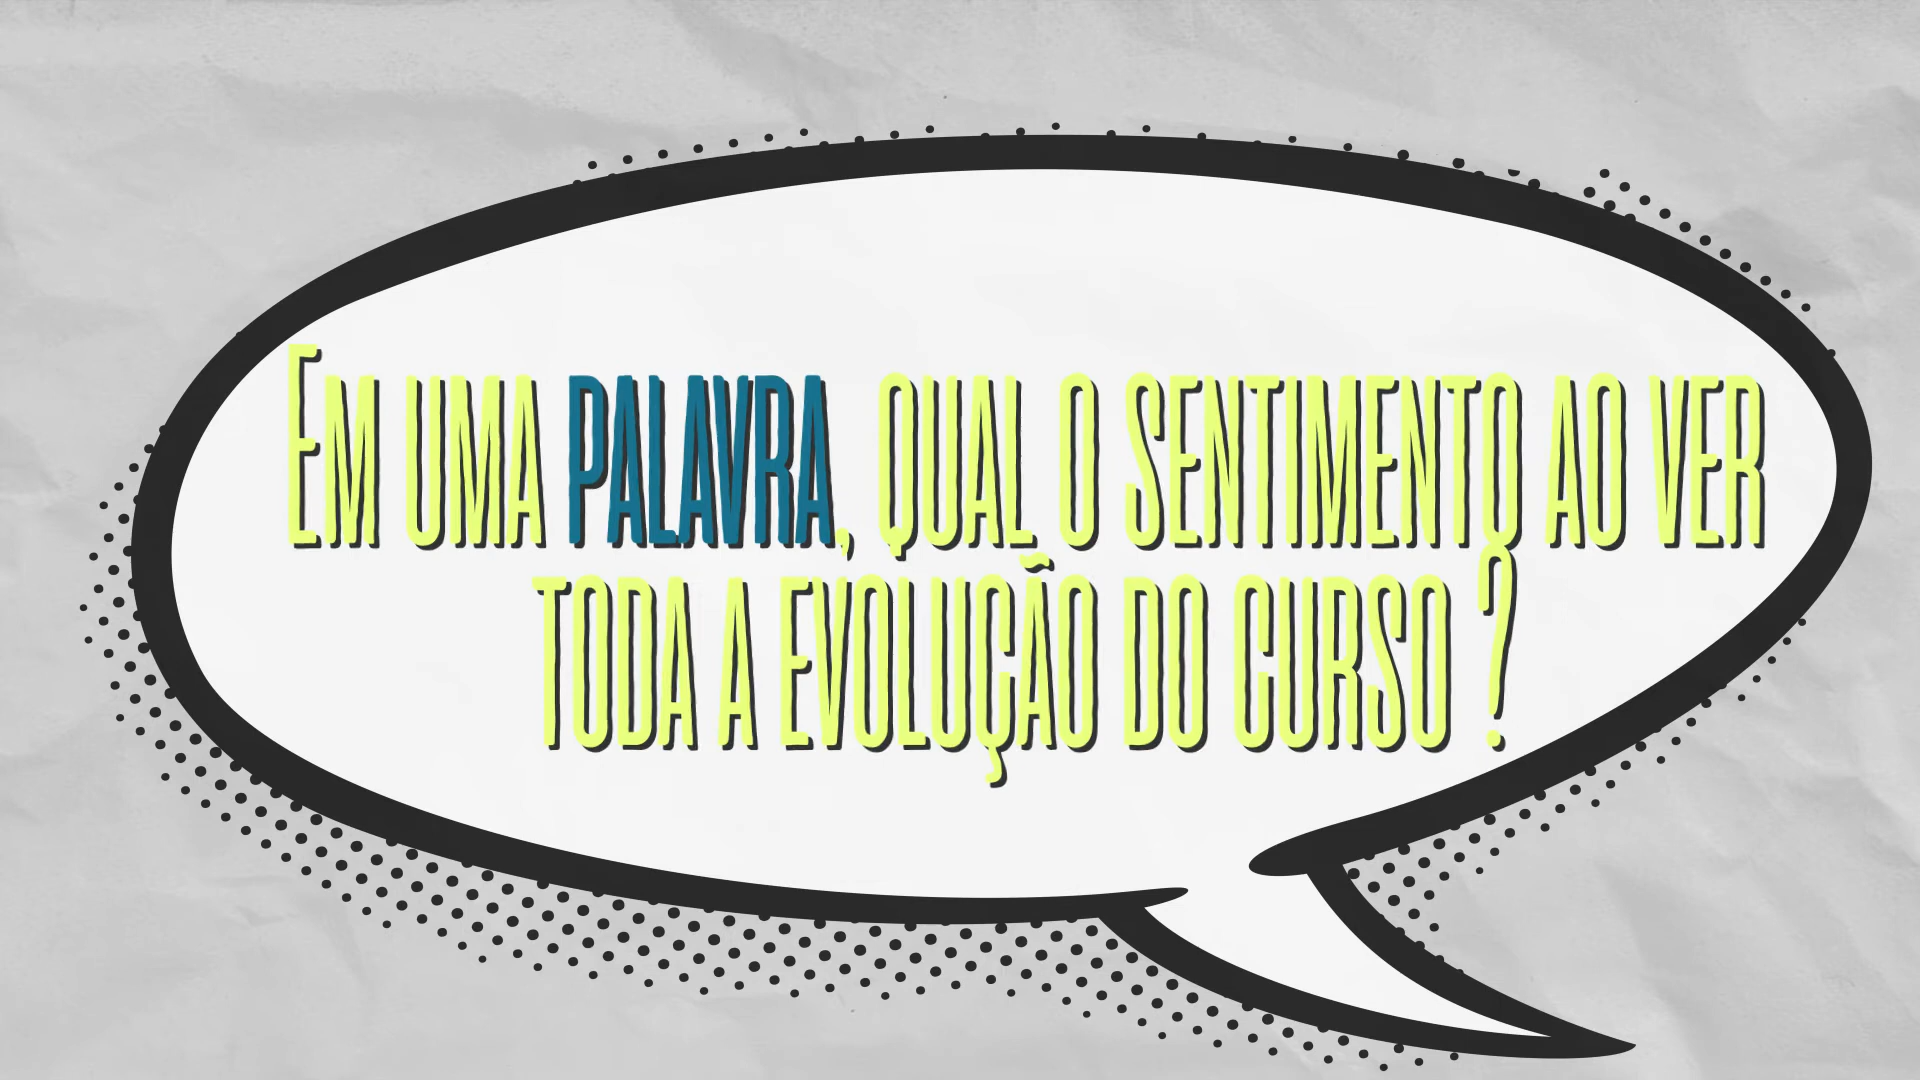 Em uma PALAVRA, qual o sentimento ao ver
toda a evolução do curso ?